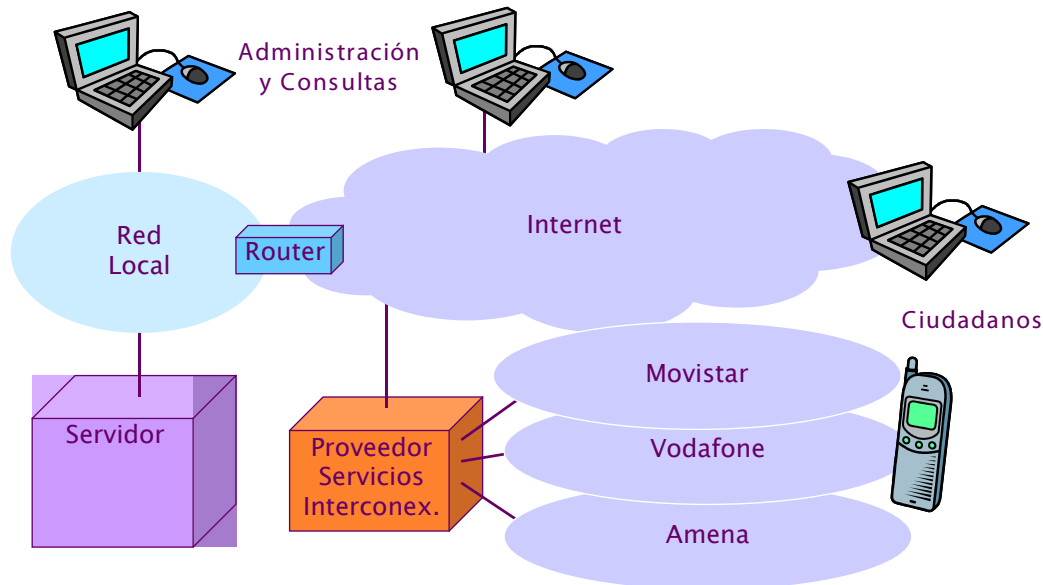 Administración
y Consultas
Internet
Red
Local
Router
Ciudadanos
Movistar
Servidor
Proveedor
Servicios
Interconex.
Vodafone
Amena